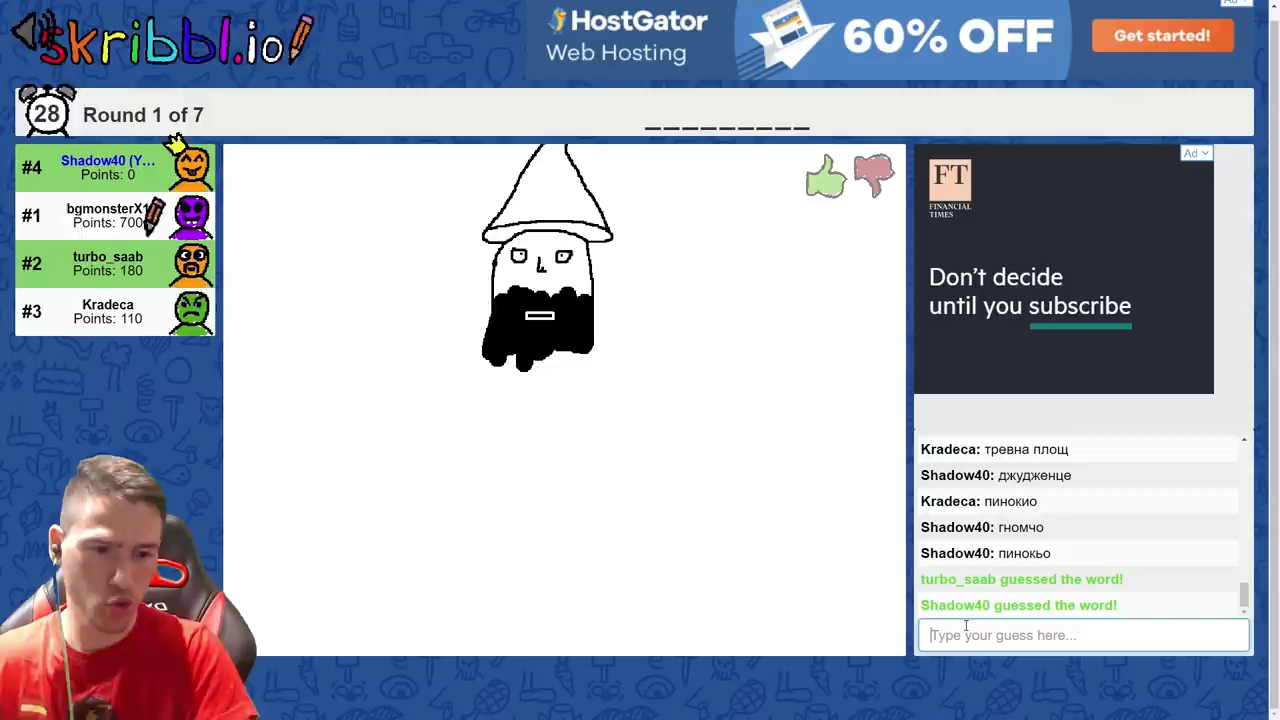 skribbl.io
HostGator
Web Hosting
60% OFF
Get started!
28
Round 1 of 7
_________
#4
Shadow40 (Y...
Points: 0
#1
Points: 700
#2
turbo_saab
Points: 180
#3
Kradeca
Points: 110
Ad
FT
FINANCIAL
TIMES
Don't decide
until you subscribe
Kradeca: тревна площ
Shadow40: джудженце
Kradeca: пинокио
Shadow40: гномчо
Shadow40: пинокьо
turbo_saab guessed the word!
Shadow40 guessed the word!
Type your guess here...